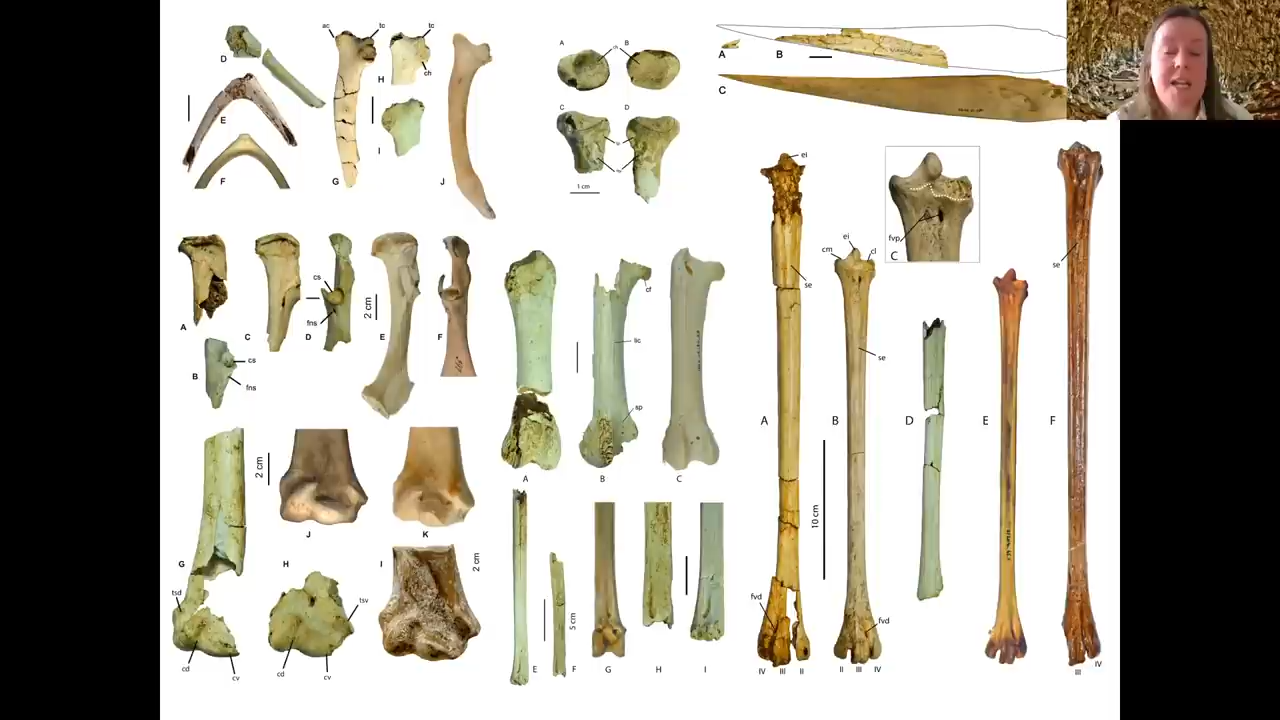 D
E
F
ac
tc
G
H
tc
ch
I
J
A
B
C
D
1 cm
A
B
C
A
B
cs
fns
C
D
cs
fns
2 cm
E
F
A
B
cf
lic
sp
C
ei
se
A
fvd
IV
III
II
10 cm
cm
ei
cl
se
B
fvd
II
III
IV
fvp
C
D
E
se
F
III
IV
G
2 cm
tsd
cd
cv
J
H
tsv
cd
cv
K
I
2 cm
E
5 cm
F
G
H
I